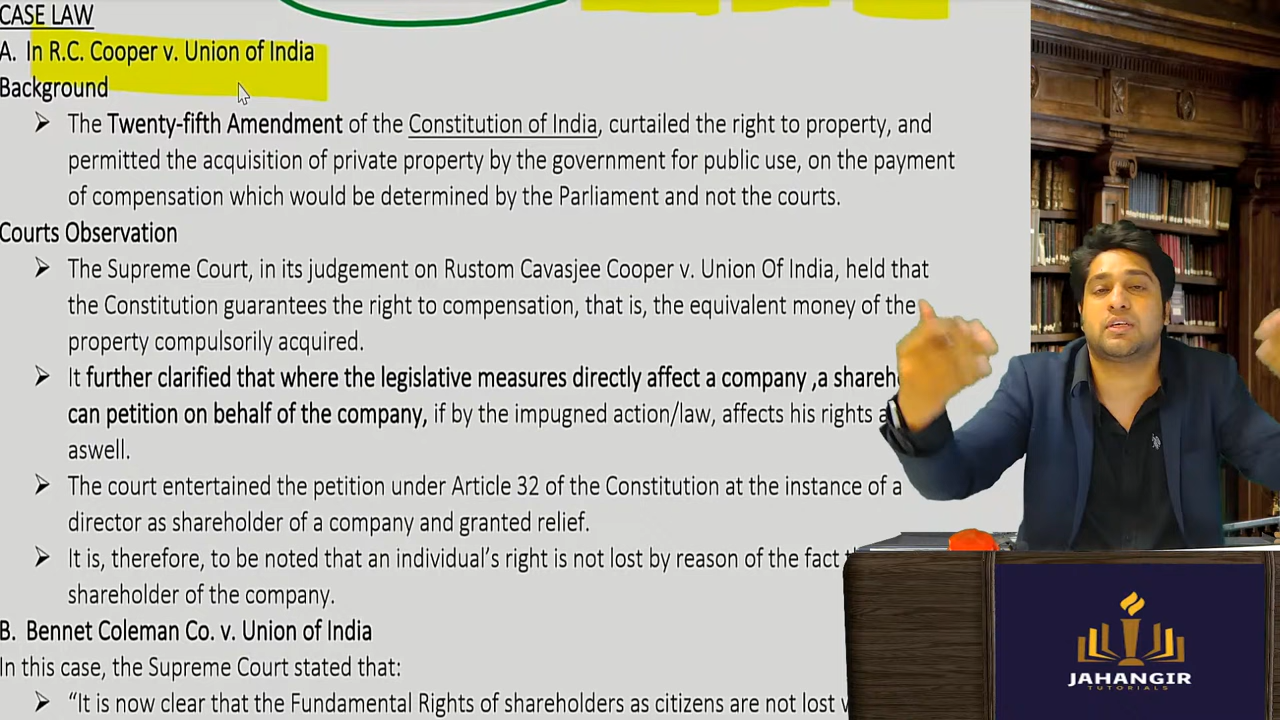 CASE LAW
A. In R.C. Cooper v. Union of India
Background
➢ The Twenty-fifth Amendment of the Constitution of India, curtailed the right to property, and
permitted the acquisition of private property by the government for public use, on the payment
of compensation which would be determined by the Parliament and not the courts.
Courts Observation
➢ The Supreme Court, in its judgement on Rustom Cavasjee Cooper v. Union Of India, held that
the Constitution guarantees the right to compensation, that is, the equivalent money of the
property compulsorily acquired.
➢ It further clarified that where the legislative measures directly affect a company ,a
can petition on behalf of the company, if by the impugned action/law, affects his rights
aswell.
➢ The court entertained the petition under Article 32 of the Constitution at the instance of a
director as shareholder of a company and granted relief.
➢ It is, therefore, to be noted that an individual's right is not lost by reason of the fact
shareholder of the company.
B. Bennet Coleman Co. v. Union of India
In this case, the Supreme Court stated that:
➢ “It is now clear that the Fundamental Rights of shareholders as citizens are not lost
JAHANGIR
TUTORIALS